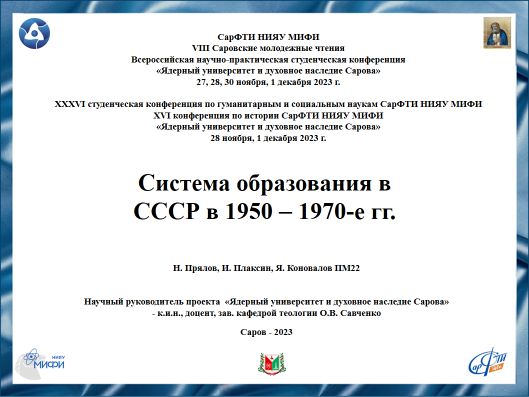 СарФТИ НИЯУ МИФИ
VIII Саровские молодежные чтения
Всероссийская научно-практическая студенческая конференция
«Ядерный университет и духовное наследие Сарова»
27, 28, 30 ноября, 1 декабря 2023 г.
XXXVI студенческая конференция по гуманитарным и социальным наукам СарФТИ НИЯУ МИФИ
XVI конференция по истории СарФТИ НИЯУ МИФИ
«Ядерный университет и духовное наследие Сарова»
28 ноября, 1 декабря 2023 г.
Система образования в
СССР в 1950 – 1970-е гг.
Н. Прялов, И. Плаксин, Я. Коновалов ПМ22
Научный руководитель проекта «Ядерный университет и духовное наследие Сарова»
- к.и.н., доцент, зав. кафедрой теологии О.В. Савченко
Саров - 2023
НИЯУ
МИФИ
СарФТИ